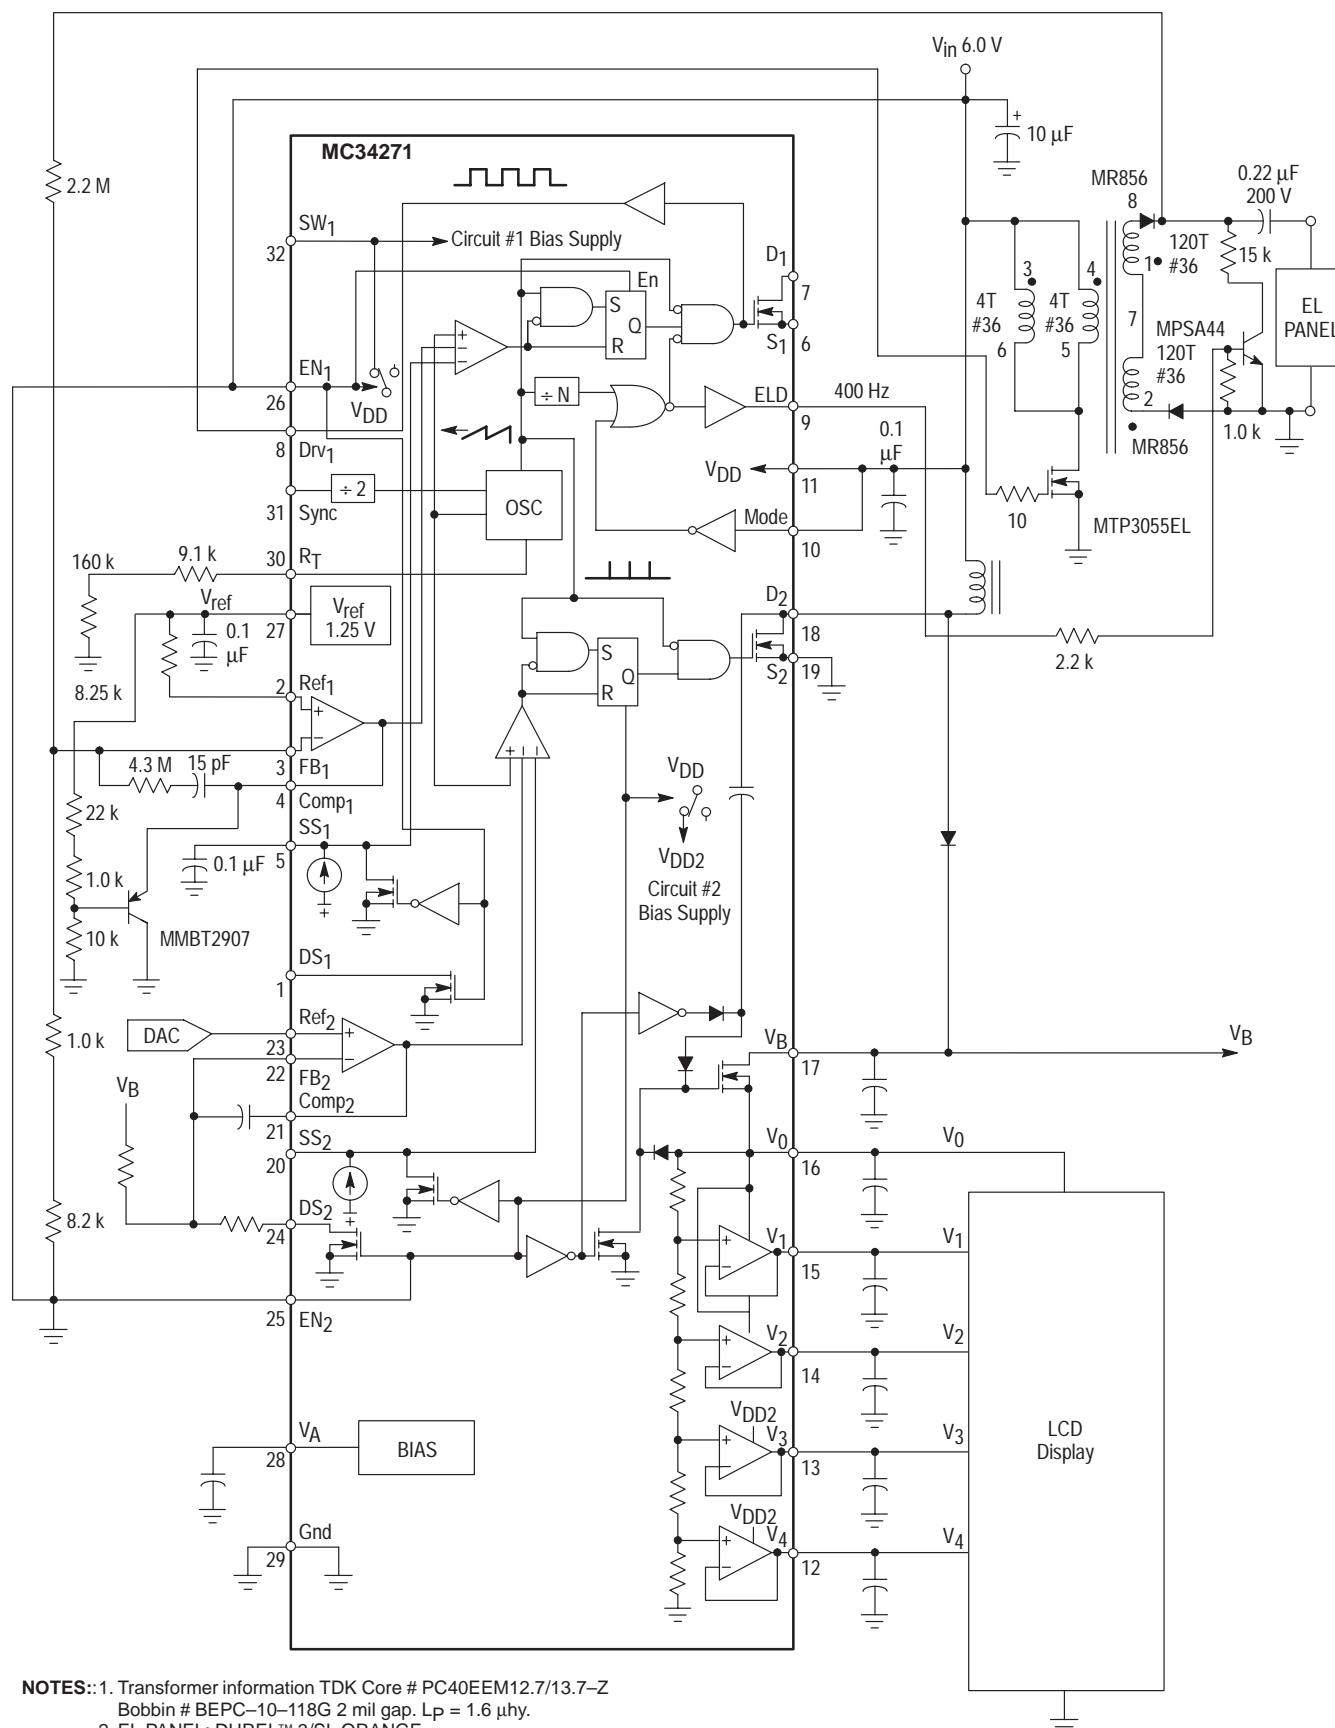 Vin 6.0 V
10 µF
MC34271
2.2 M
MR856
8
0.22 µF
200 V
SW1
32
Circuit #1 Bias Supply
D1
7
120T
#36
1
15 k
En
S
Q
R
S1
6
3
4
4T
#36
6
4T
#36
5
7
EL
PANEL
MPSA44
120T
#36
2
EN1
26
VDD
÷ N
ELD
9
400 Hz
1.0 k
8
Drv1
0.1
µF
MR856
VDD
11
÷ 2
OSC
31
Sync
Mode
10
10
MTP3055EL
160 k
9.1 k
30
RT
Vref
27
Vref
1.25 V
0.1
µF
D2
18
S
Q
R
S2
19
2.2 k
8.25 k
2
Ref1
+
−
3
FB1
4.3 M
15 pF
4
Comp1
+ − −
VDD
22 k
SS1
5
0.1 µF
VDD2
Circuit #2
Bias Supply
1.0 k
10 k
MMBT2907
+
DS1
1
DAC
Ref2
23
+
−
1.0 k
22
FB2
VB
17
VB
VB
Comp2
21
SS2
20
V0
16
V0
8.2 k
DS2
24
+
+
−
V1
15
V1
25
EN2
+
−
V2
14
V2
VA
28
BIAS
VDD2
+
−
V3
13
V3
LCD
Display
Gnd
29
VDD2
+
−
V4
12
V4
NOTES::1. Transformer information TDK Core # PC40EEM12.7/13.7–Z
Bobbin # BEPC–10–118G 2 mil gap. LP = 1.6 µhy.